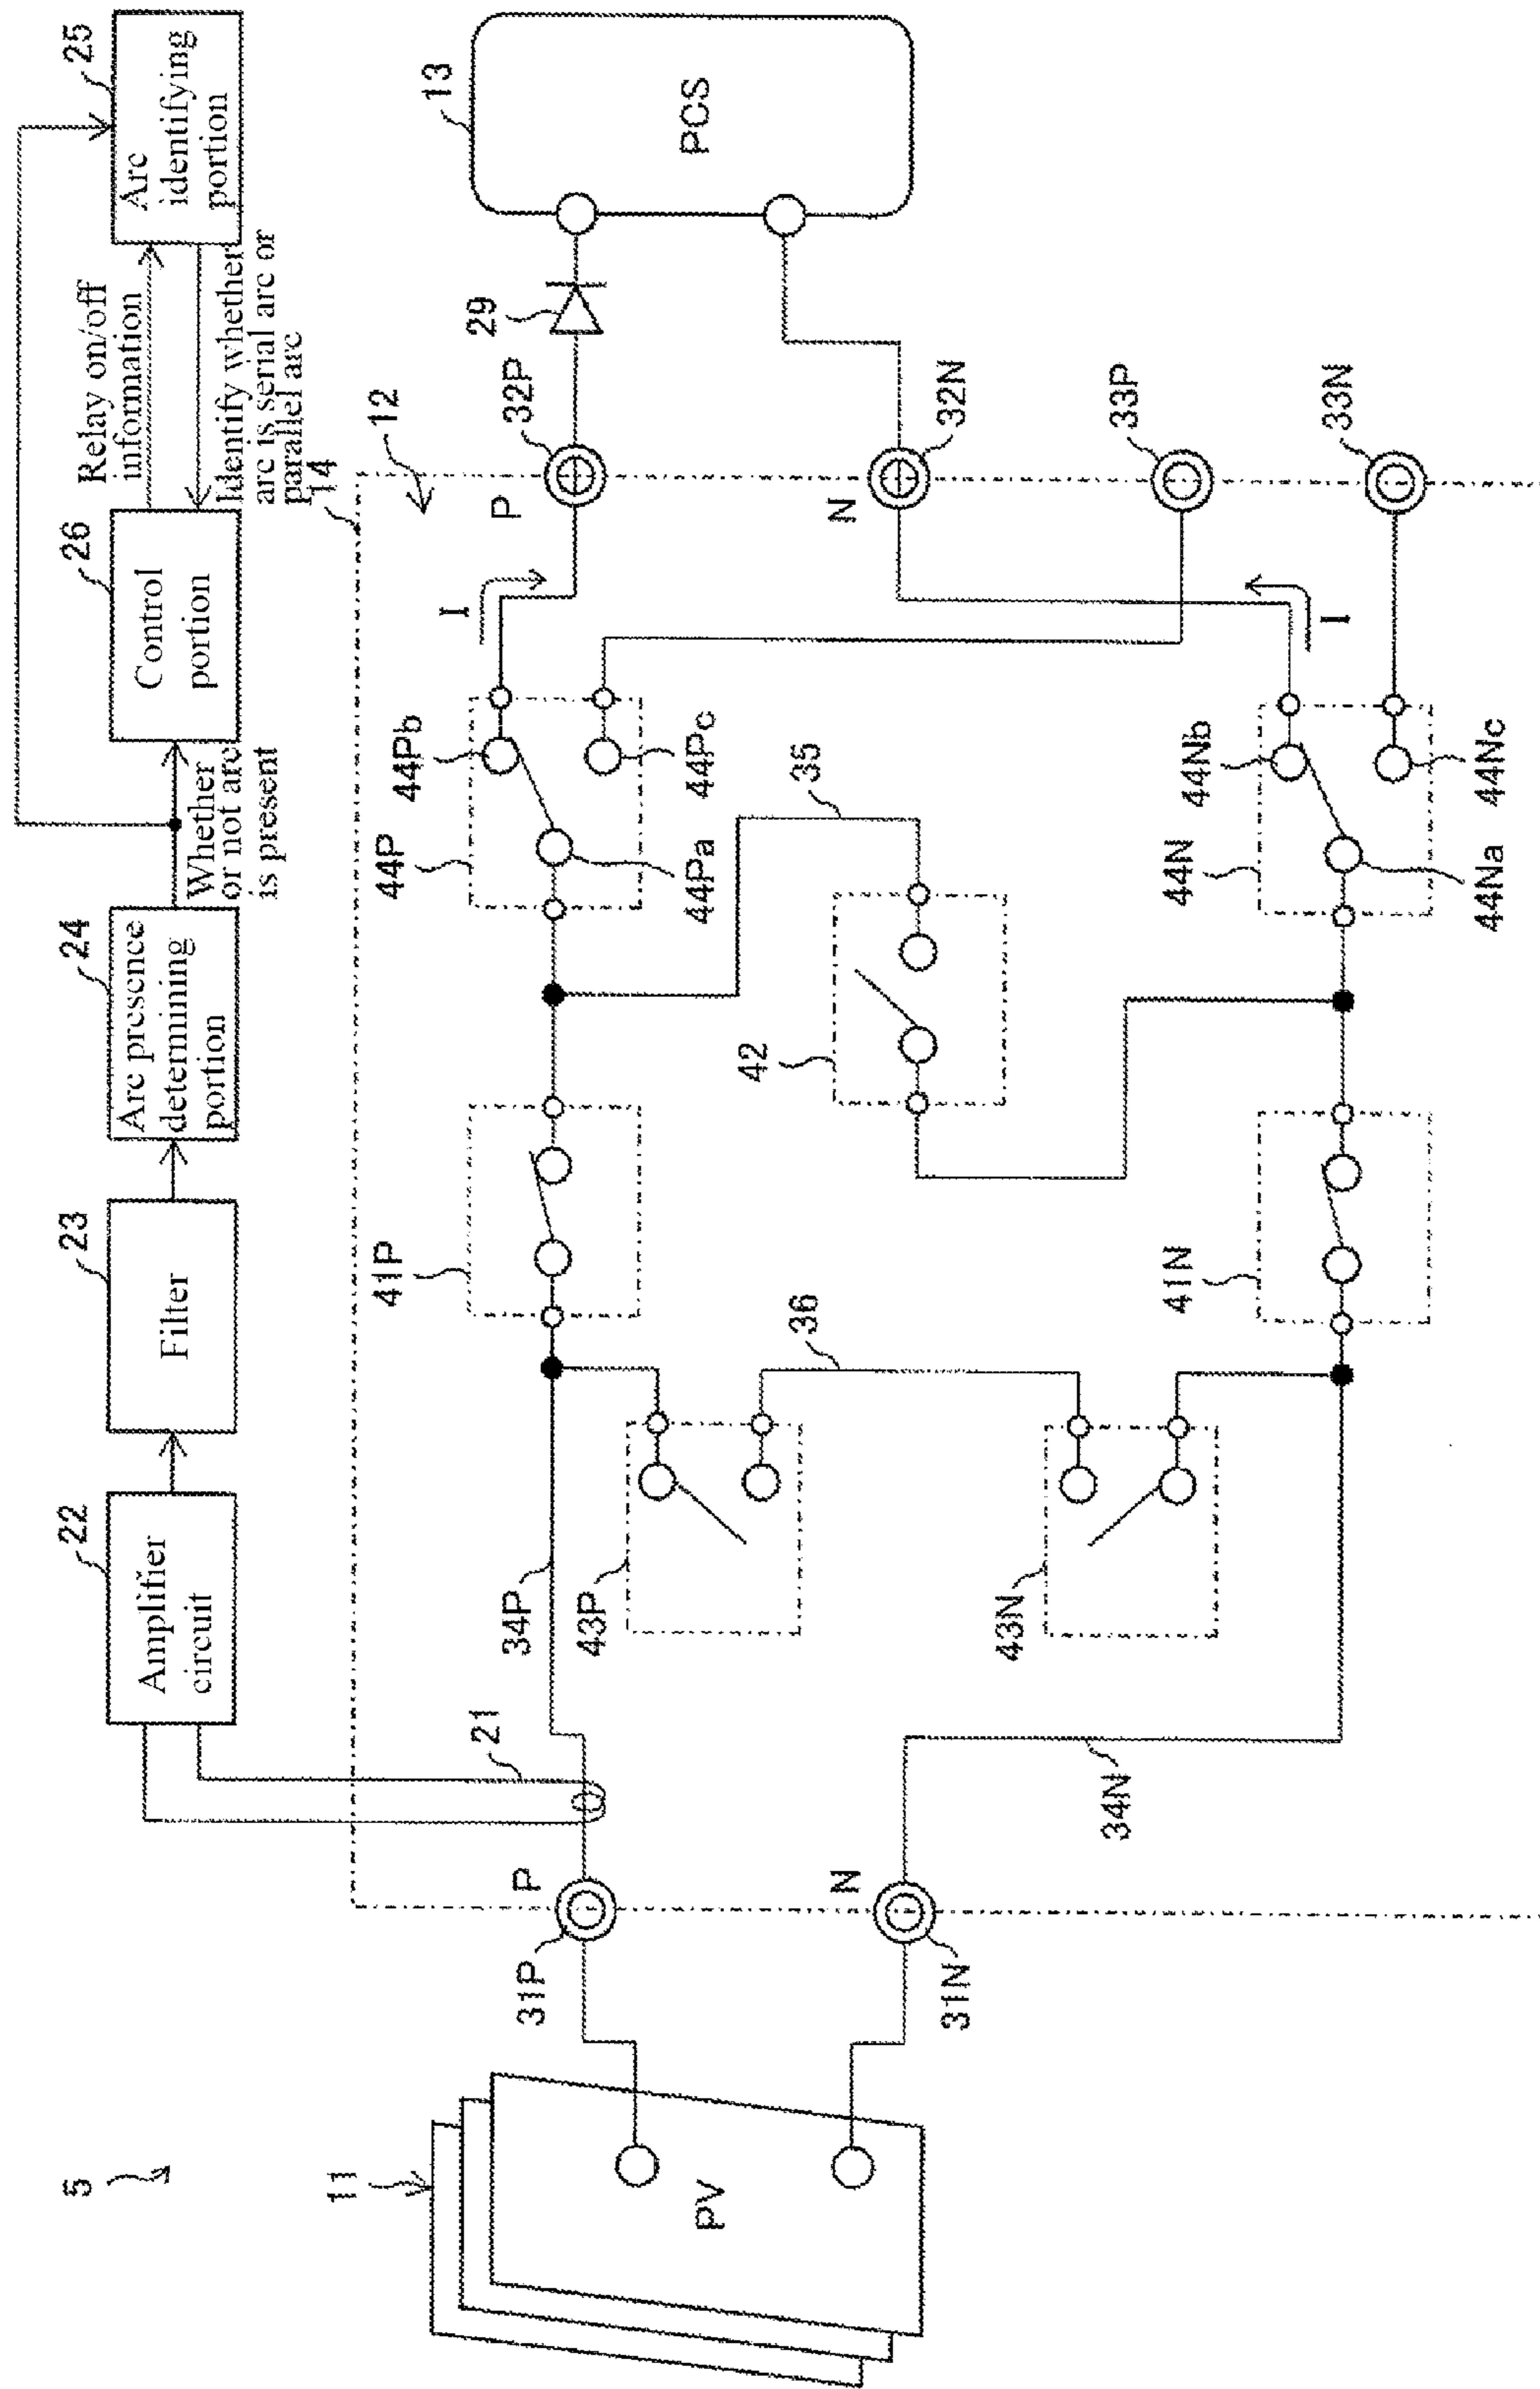 5
22
23
24
26
25
Amplifier
circuit
Filter
Arc presence
determining
portion
Whether
or not arc
is present
Control
portion
Relay on/off
information
Identify whether
arc is serial arc or
parallel arc
Arc
identifying
portion
14
12
11
PV
31P
P
21
34P
41P
44P
44Pb
44Pa
44Pc
I
P
32P
29
13
PCS
43P
36
42
35
43N
31N
N
34N
41N
44N
44Nb
44Na
44Nc
I
N
32N
33P
33N